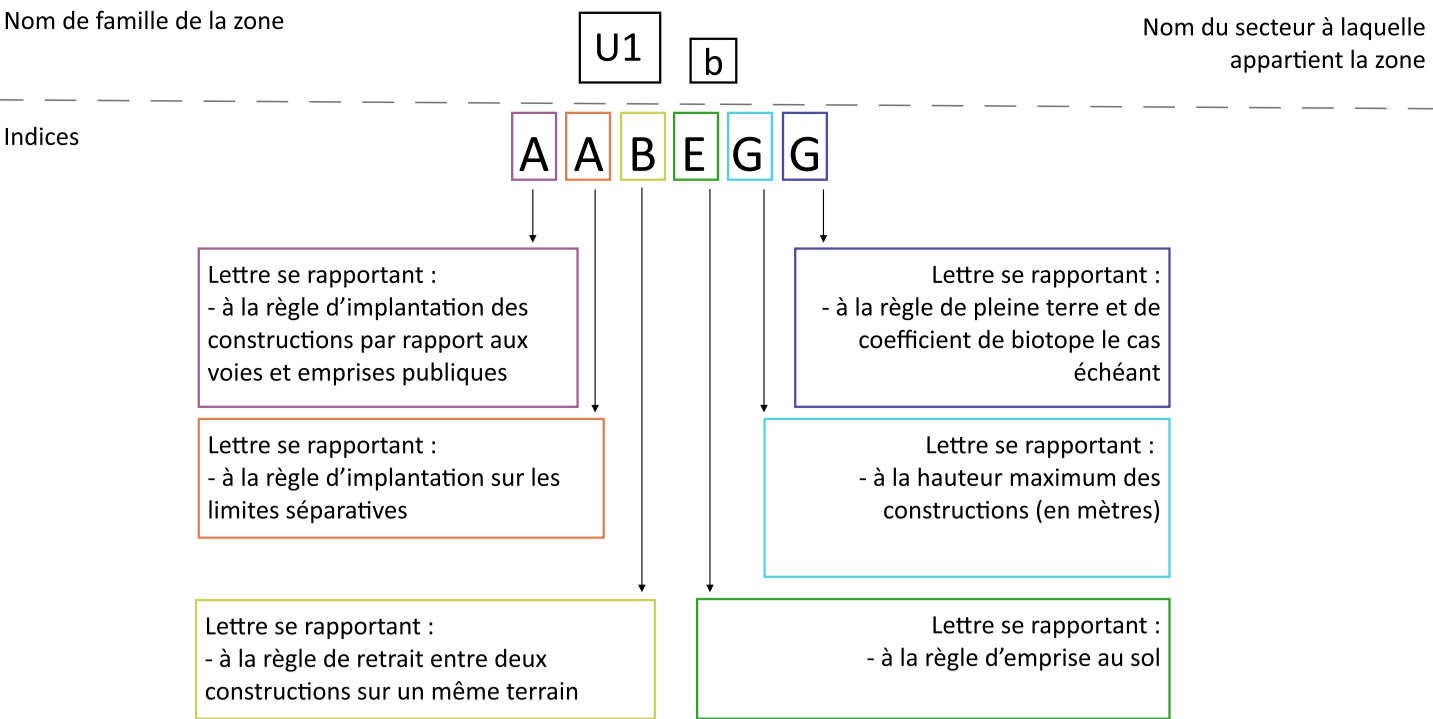 Nom de famille de la zone
U1
b
Nom du secteur à laquelle
appartient la zone
Indices
A A B E G G
Lettre se rapportant :
- à la règle d’implantation des
constructions par rapport aux
voies et emprises publiques
Lettre se rapportant :
- à la règle de pleine terre et de
coefficient de biotope le cas
échéant
Lettre se rapportant :
- à la règle d’implantation sur les
limites séparatives
Lettre se rapportant :
- à la hauteur maximum des
constructions (en mètres)
Lettre se rapportant :
- à la règle de retrait entre deux
constructions sur un même terrain
Lettre se rapportant :
- à la règle d’emprise au sol